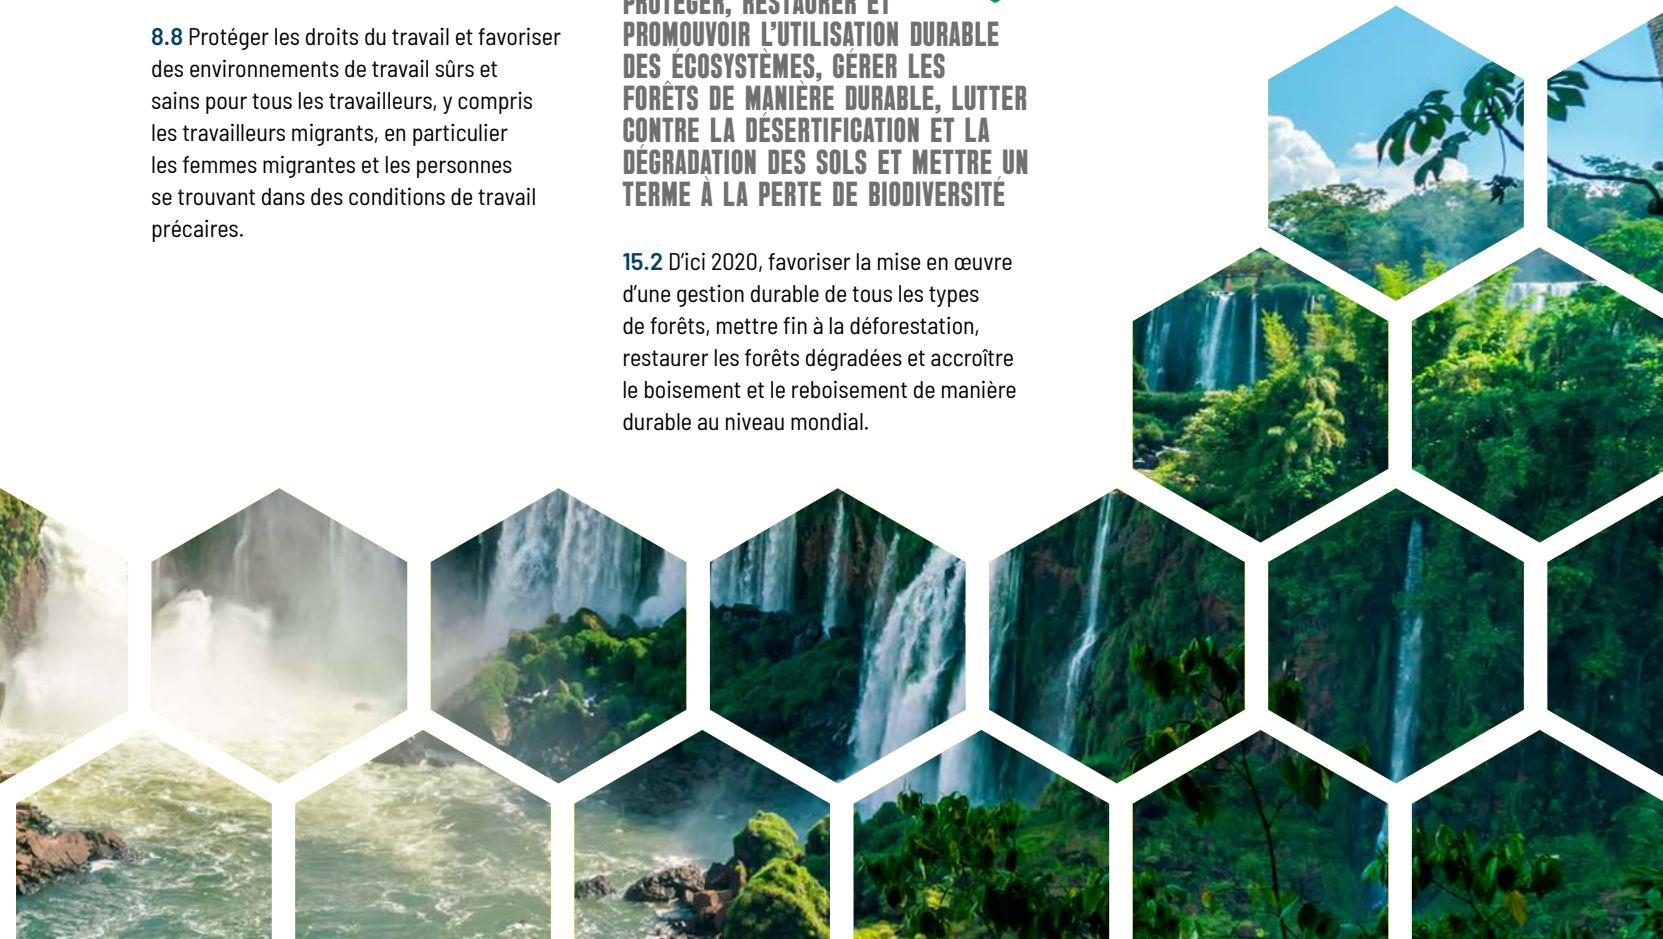 8.8 Protéger les droits du travail et favoriser
des environnements de travail sûrs et
sains pour tous les travailleurs, y compris
les travailleurs migrants, en particulier
les femmes migrantes et les personnes
se trouvant dans des conditions de travail
précaires.
PROTÉGER, RESTAURER ET
PROMOUVOIR L’UTILISATION DURABLE
DES ÉCOSYSTÈMES, GÉRER LES
FORÊTS DE MANIÈRE DURABLE, LUTTER
CONTRE LA DÉSERTIFICATION ET LA
DÉGRADATION DES SOLS ET METTRE UN
TERME À LA PERTE DE BIODIVERSITÉ
15.2 D’ici 2020, favoriser la mise en œuvre
d’une gestion durable de tous les types
de forêts, mettre fin à la déforestation,
restaurer les forêts dégradées et accroître
le boisement et le reboisement de manière
durable au niveau mondial.